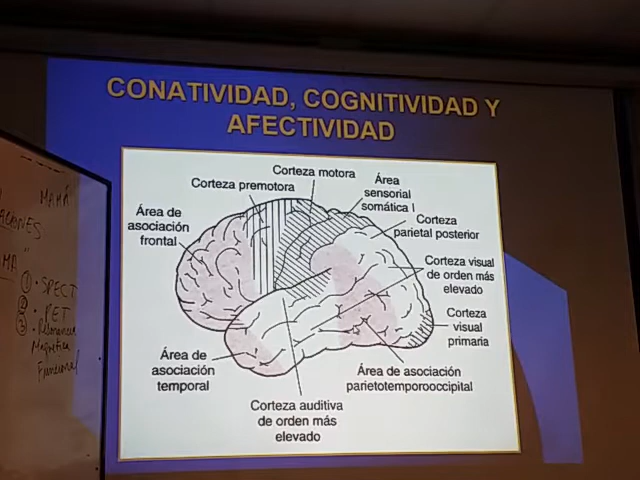 CONATIVIDAD, COGNITIVIDAD Y
AFECTIVIDAD
Corteza motora
Corteza premotora
Área
sensorial
somática I
Área de
asociación
frontal
Corteza
parietal posterior
Corteza visual
de orden más
elevado
Corteza
visual
primaria
Área de
asociación
temporal
Área de asociación
parietotemporooccipital
Corteza auditiva
de orden más
elevado
MAMÁ
① SPECT
② PET
③ Resonancia
Magnética
Funcional